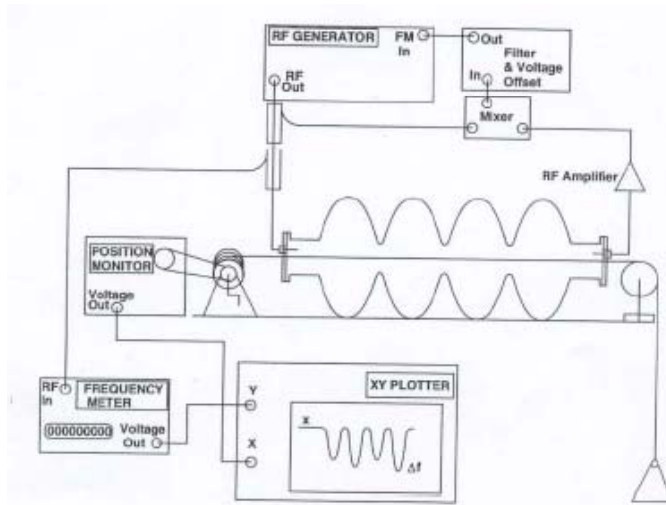 RF GENERATOR
FM
In
RF
Out
Out
Filter
& Voltage
Offset
In
Mixer
RF Amplifier
POSITION
MONITOR
Voltage
Out
RF
In
FREQUENCY
METER
000000000
Voltage
Out
Y
X
XY PLOTTER
x
Δf